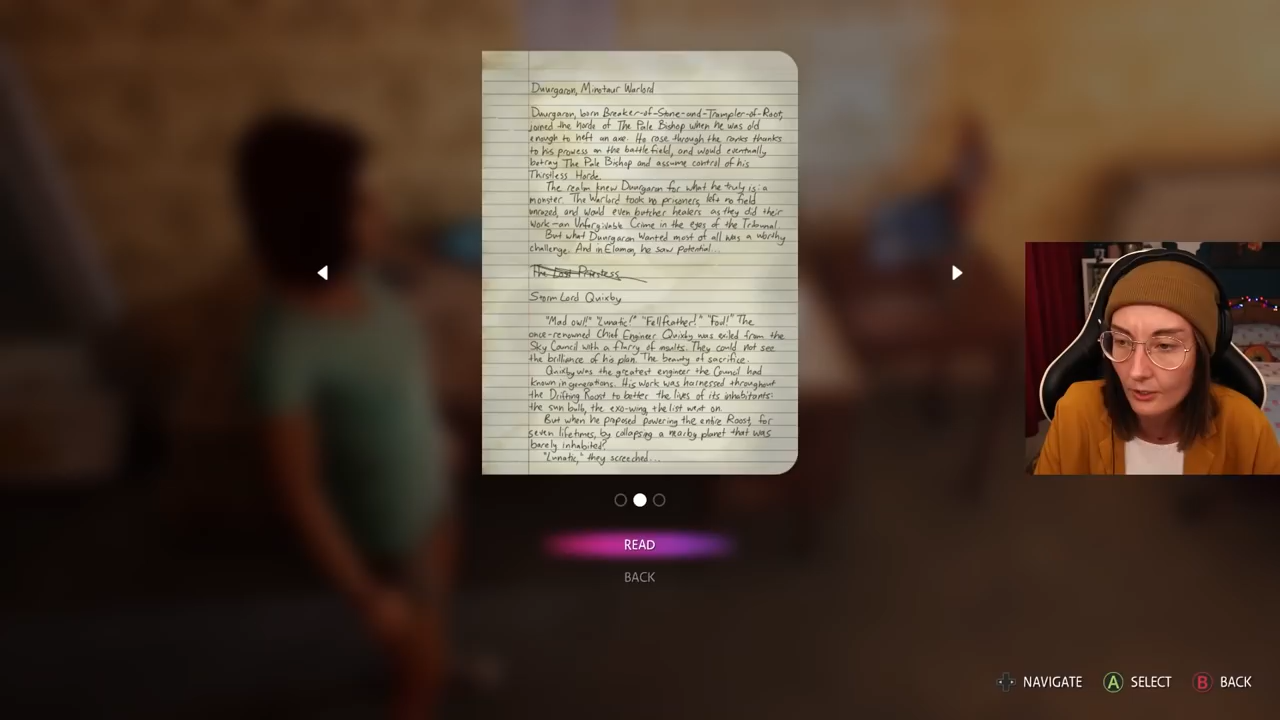 Duurgaron, Minotaur Warlord
Duurgaron, born Breaker-of-Stone-and-Trampler-of-Root,
joined the horde of The Pale Bishop when he was old
enough to heft an axe. He rose through the ranks thanks
to his prowess on the battlefield, and would eventually
betray The Pale Bishop and assume control of his
Thirstless Horde.
The realm knew Duurgaron for what he truly is: a
monster. The Warlord took no prisoners, left no field
unrazed, and would even butcher healers as they did their
work—an Unforgivable Crime in the eyes of the Tribunal.
But what Duurgaron wanted most of all was a worthy
challenge. And in Elamon, he saw potential...
The Lost Priestess
Storm Lord Quixby
"Mad owl!" "Lunatic!" "Fellfeather!" "Foul!" The
once-renowned Chief Engineer Quixby was exiled from the
Sky Council with a flurry of insults. They could not see
the brilliance of his plan. The beauty of sacrifice.
Quixby was the greatest engineer the Council had
known in generations. His work was harnessed throughout
the Drifting Roost to better the lives of its inhabitants:
the sun bulb, the exo-wing, the list went on.
But when he proposed powering the entire Roost, for
seven lifetimes, by collapsing a nearby planet that was
barely inhabited?
"Lunatic," they screeched...
READ
BACK
NAVIGATE A SELECT B BACK